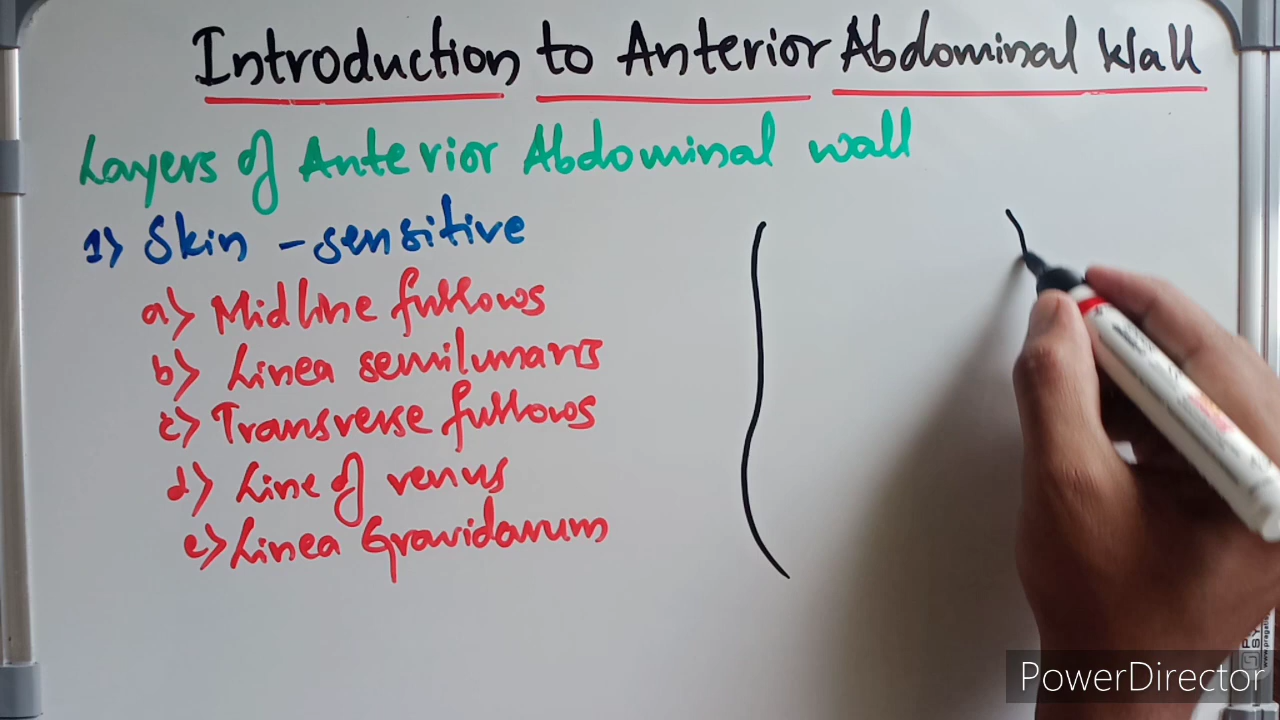 Introduction to Anterior Abdominal Wall
Layers of Anterior Abdominal wall
1) Skin - sensitive
a) Midline furrows
b) Linea semilunaris
c) Transverse furrows
d) Line of venus
e) Linea Gravidarum
PowerDirector